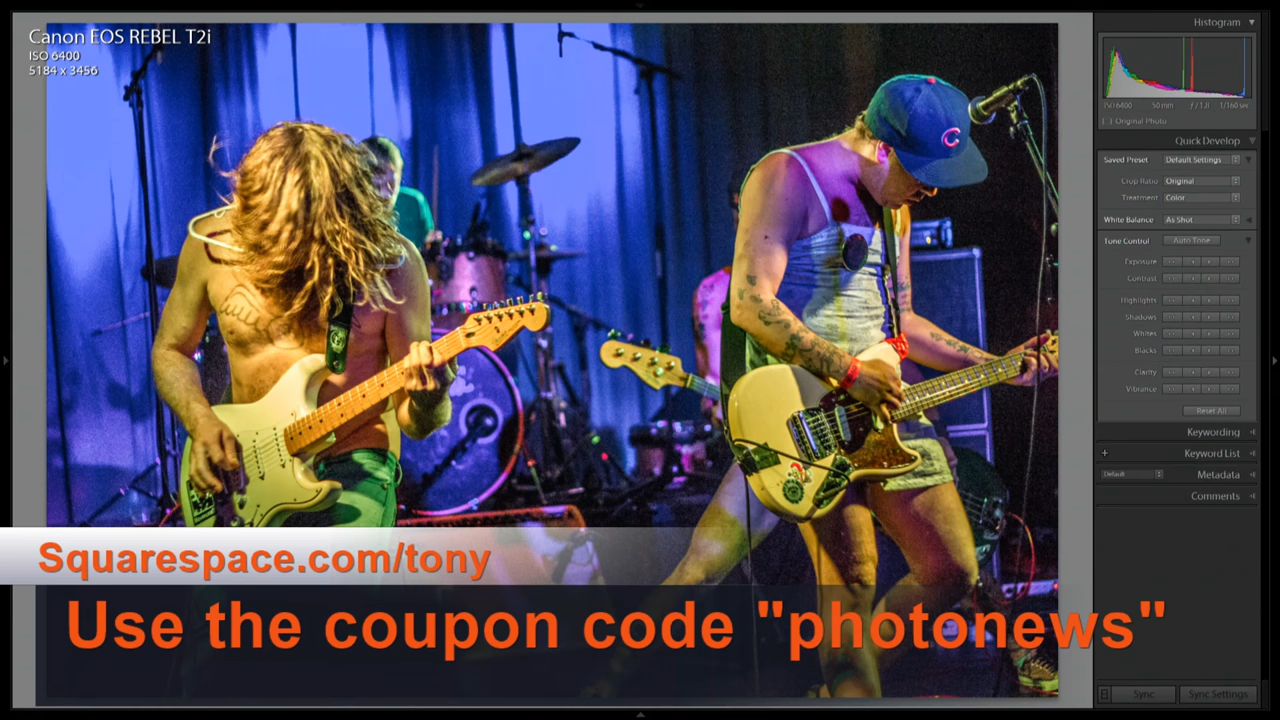 Canon EOS REBEL T2i
ISO 6400
5184 x 3456
Histogram
ISO 6400 50 mm f / 1.8 1/160 sec
Original Photo
Quick Develop
Saved Preset Default Settings
Crop Ratio Original
Treatment Color
White Balance As Shot
Tone Control Auto Tone
Exposure
Contrast
Highlights
Shadows
Whites
Blacks
Clarity
Vibrance
Reset All
Keywording
+ Keyword List
Default Metadata
Comments
C
Squarespace.com/tony
Use the coupon code "photonews"
Sync Sync Settings